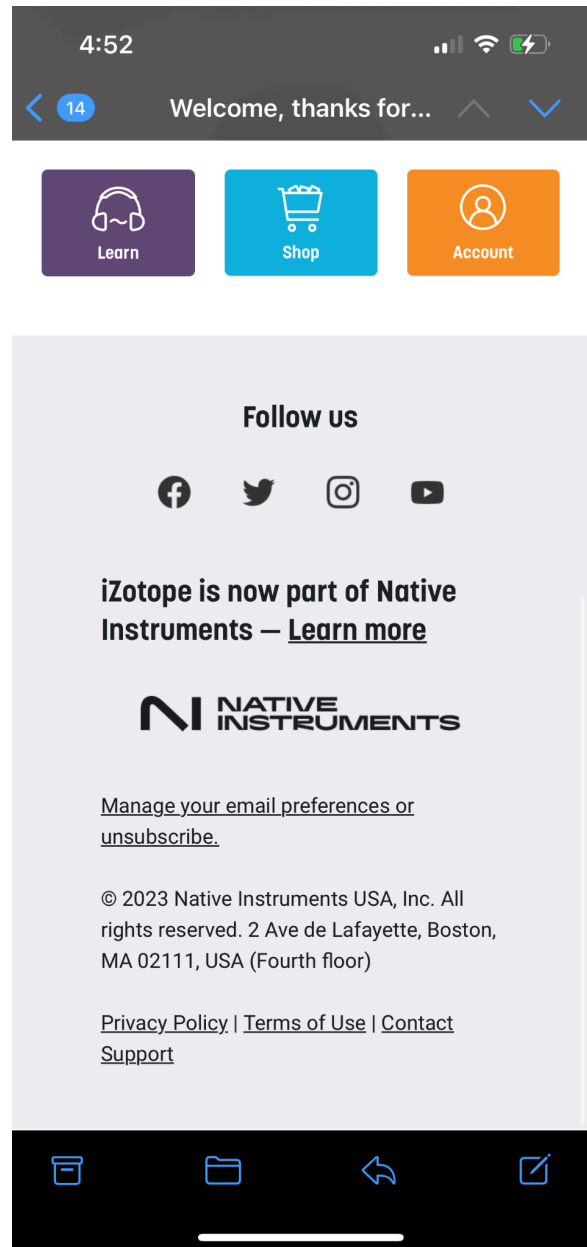 4:52
14 Welcome, thanks for...
Learn Shop Account
Follow us
iZotope is now part of Native
Instruments — Learn more
NATIVE
INSTRUMENTS
Manage your email preferences or
unsubscribe.
© 2023 Native Instruments USA, Inc. All
rights reserved. 2 Ave de Lafayette, Boston,
MA 02111, USA (Fourth floor)
Privacy Policy | Terms of Use | Contact
Support